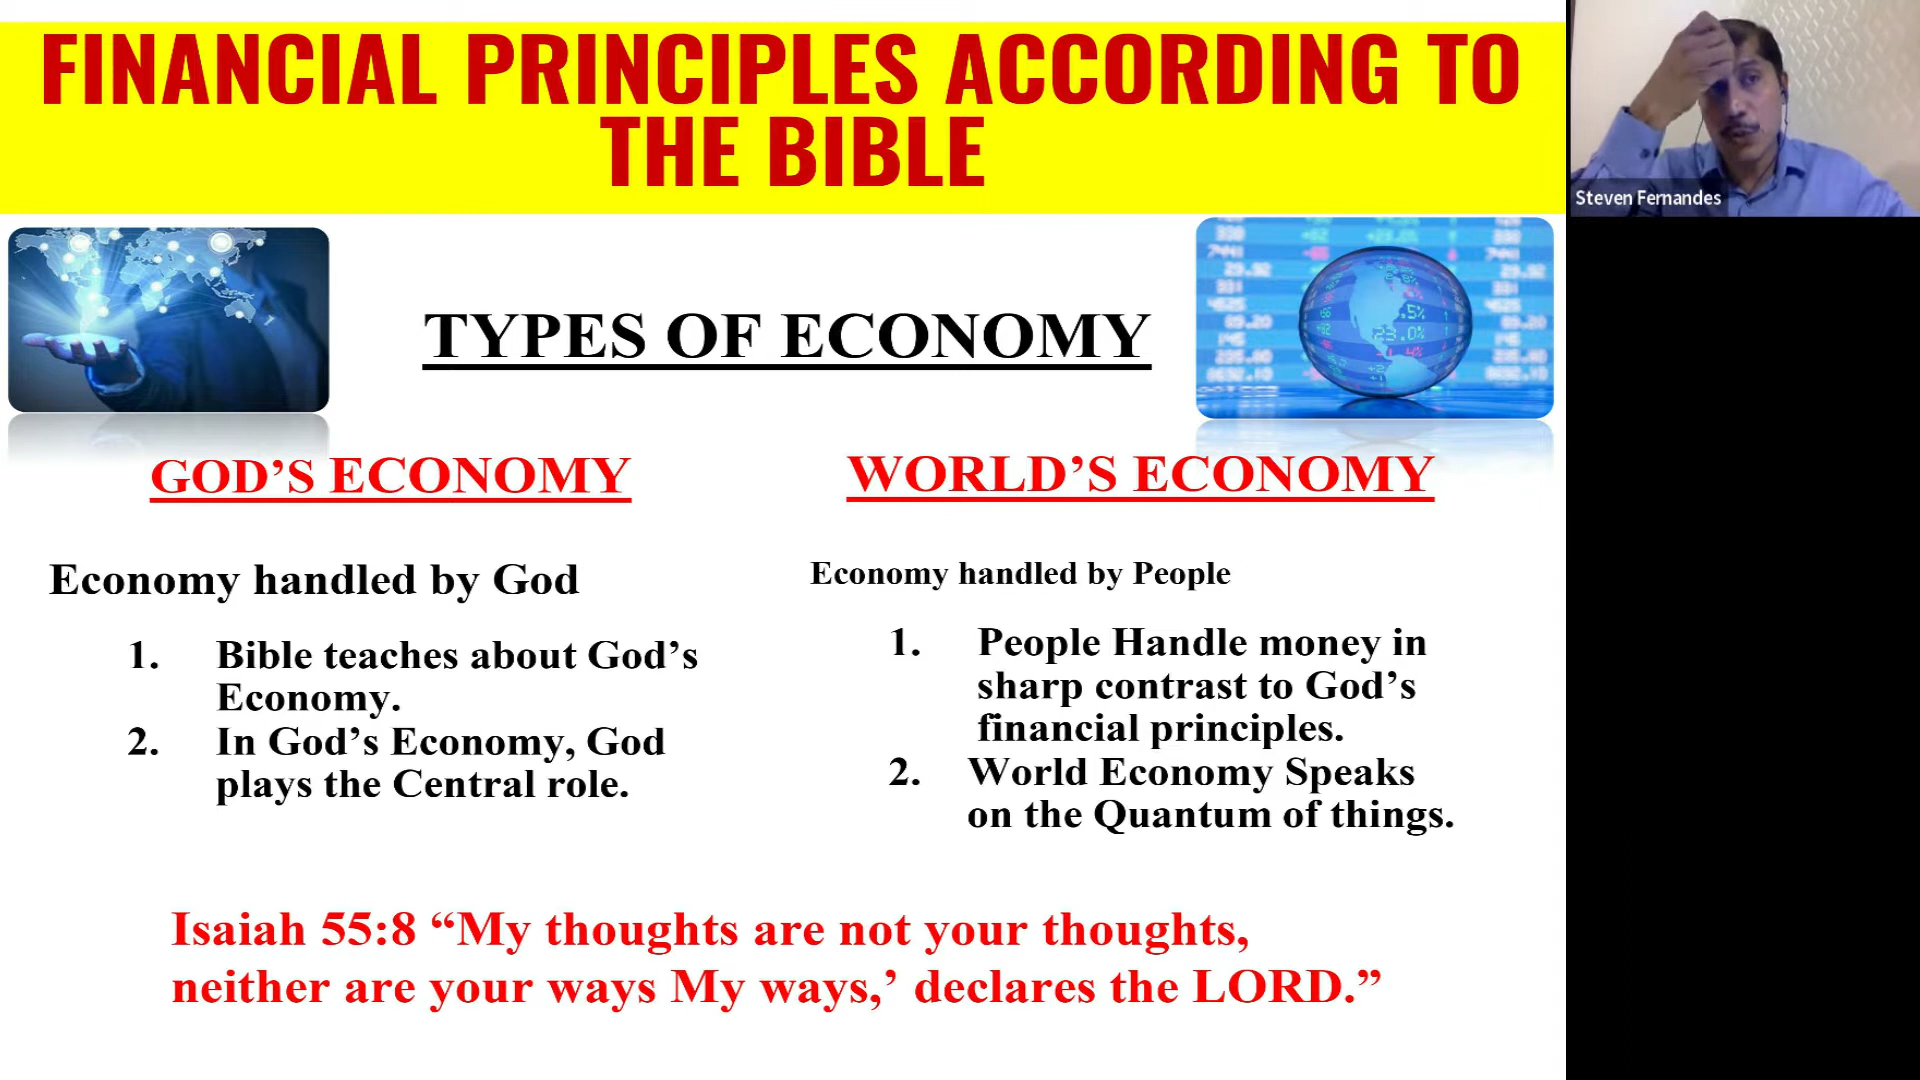 FINANCIAL PRINCIPLES ACCORDING TO
THE BIBLE
Steven Fernandes
TYPES OF ECONOMY
GOD’S ECONOMY
Economy handled by God
1. Bible teaches about God’s
Economy.
2. In God’s Economy, God
plays the Central role.
WORLD’S ECONOMY
Economy handled by People
1. People Handle money in
sharp contrast to God’s
financial principles.
2. World Economy Speaks
on the Quantum of things.
Isaiah 55:8 “My thoughts are not your thoughts,
neither are your ways My ways,’ declares the LORD.”